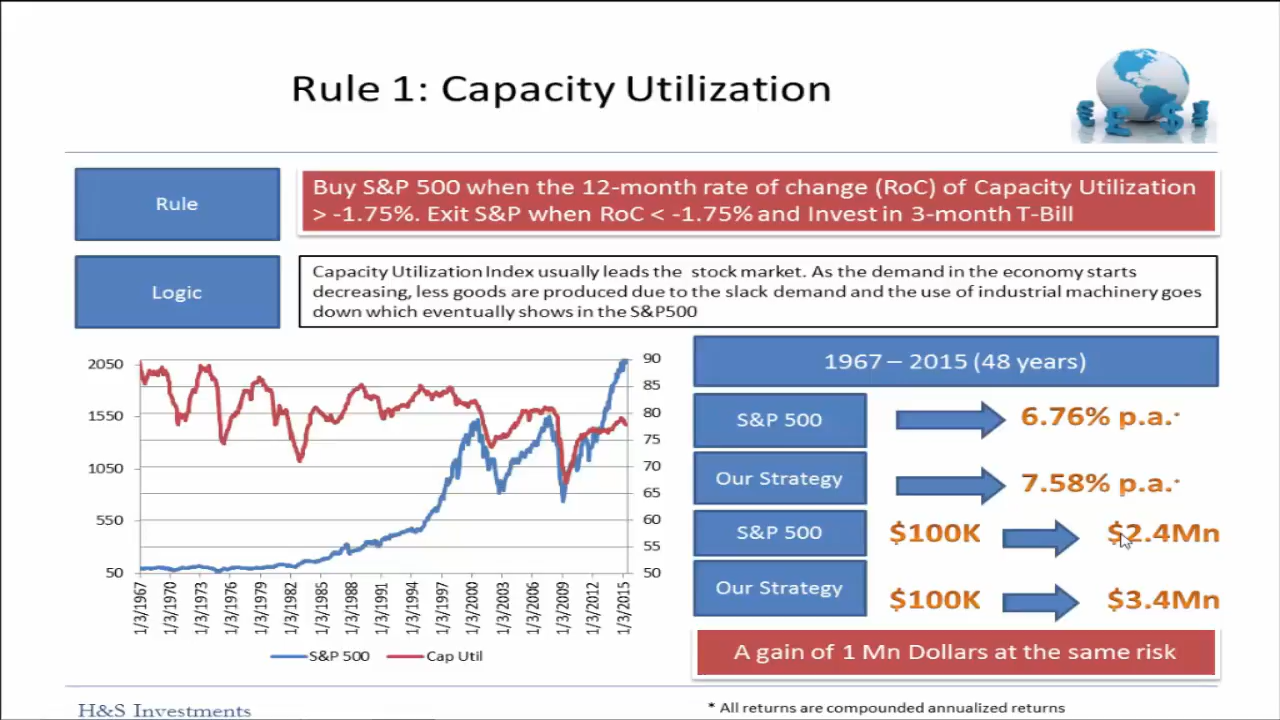 Rule 1: Capacity Utilization
Rule
Buy S&P 500 when the 12-month rate of change (RoC) of Capacity Utilization
> -1.75%. Exit S&P when RoC < -1.75% and Invest in 3-month T-Bill
Logic
Capacity Utilization Index usually leads the stock market. As the demand in the economy starts
decreasing, less goods are produced due to the slack demand and the use of industrial machinery goes
down which eventually shows in the S&P500
2050
1550
1050
550
50
90
85
80
75
70
65
60
55
50
1/3/1967
1/3/1970
1/3/1973
1/3/1976
1/3/1979
1/3/1982
1/3/1985
1/3/1988
1/3/1991
1/3/1994
1/3/1997
1/3/2000
1/3/2003
1/3/2006
1/3/2009
1/3/2012
1/3/2015
S&P 500
Cap Util
1967 – 2015 (48 years)
S&P 500
6.76% p.a.*
Our Strategy
7.58% p.a.*
S&P 500
$100K
$2.4Mn
Our Strategy
$100K
$3.4Mn
A gain of 1 Mn Dollars at the same risk
H&S Investments
* All returns are compounded annualized returns